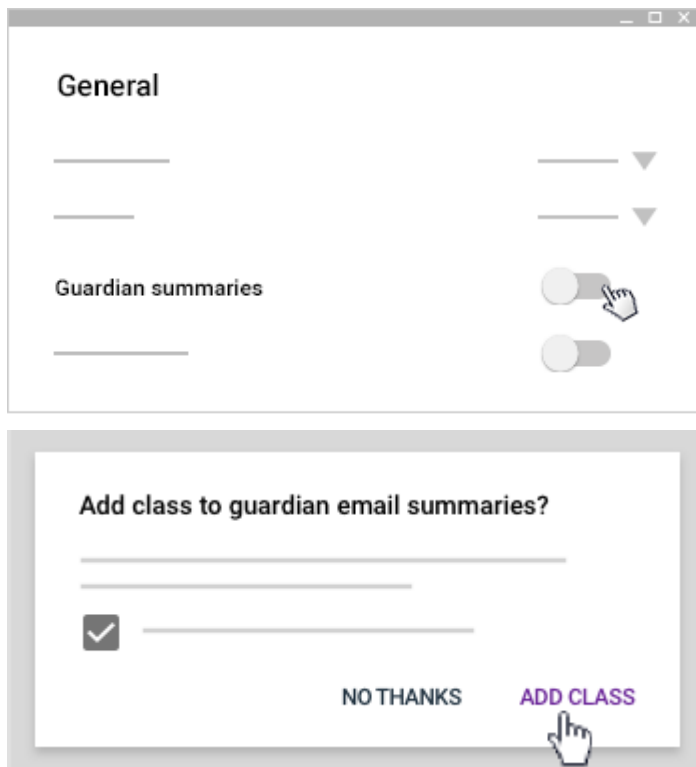 General
Guardian summaries
Add class to guardian email summaries?
NO THANKS ADD CLASS